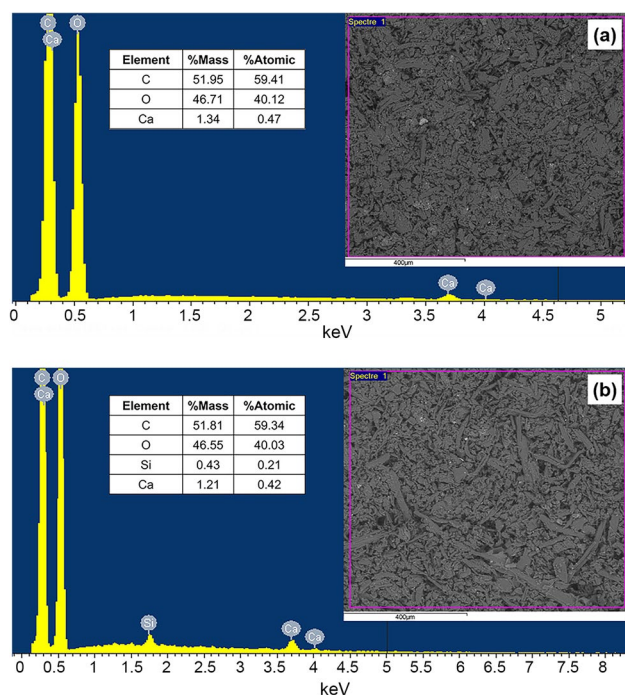 C O
Ca
Element %Mass %Atomic
C 51.95 59.41
O 46.71 40.12
Ca 1.34 0.47
Spectre 1
(a)
400µm
Ca Ca
0 0.5 1 1.5 2 2.5 3 3.5 4 4.5 5
keV
C O
Ca
Element %Mass %Atomic
C 51.81 59.34
O 46.55 40.03
Si 0.43 0.21
Ca 1.21 0.42
Spectre 1
(b)
400µm
Si Ca Ca
0 0.5 1 1.5 2 2.5 3 3.5 4 4.5 5 5.5 6 6.5 7 7.5 8
keV